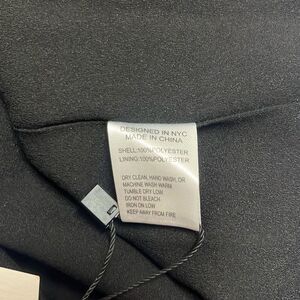 DESIGNED IN NYC
MADE IN CHINA
SHELL:100%POLYESTER
LINING:100%POLYESTER
DRY CLEAN, HAND WASH, OR
MACHINE WASH WARM
TUMBLE DRY LOW
DO NOT BLEACH
IRON ON LOW
KEEP AWAY FROM FIRE